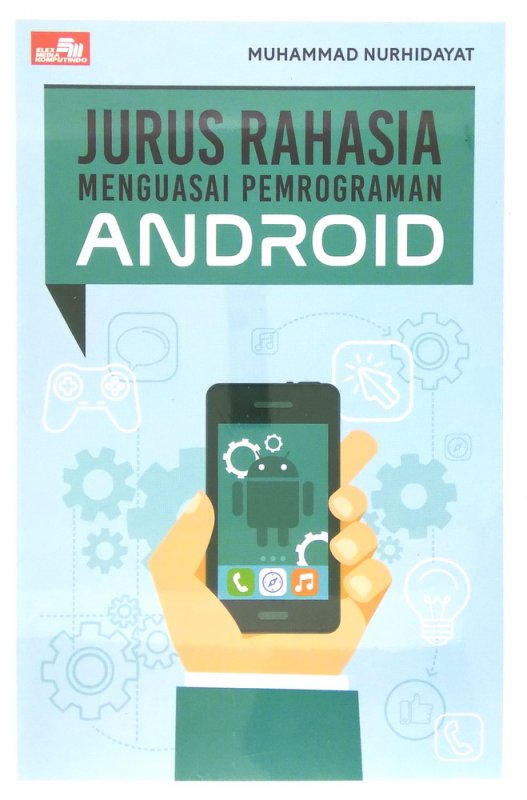 ELEX
MEDIA
KOMPUTINDO
MUHAMMAD NURHIDAYAT
JURUS RAHASIA
MENGUASAI PEMROGRAMAN
ANDROID